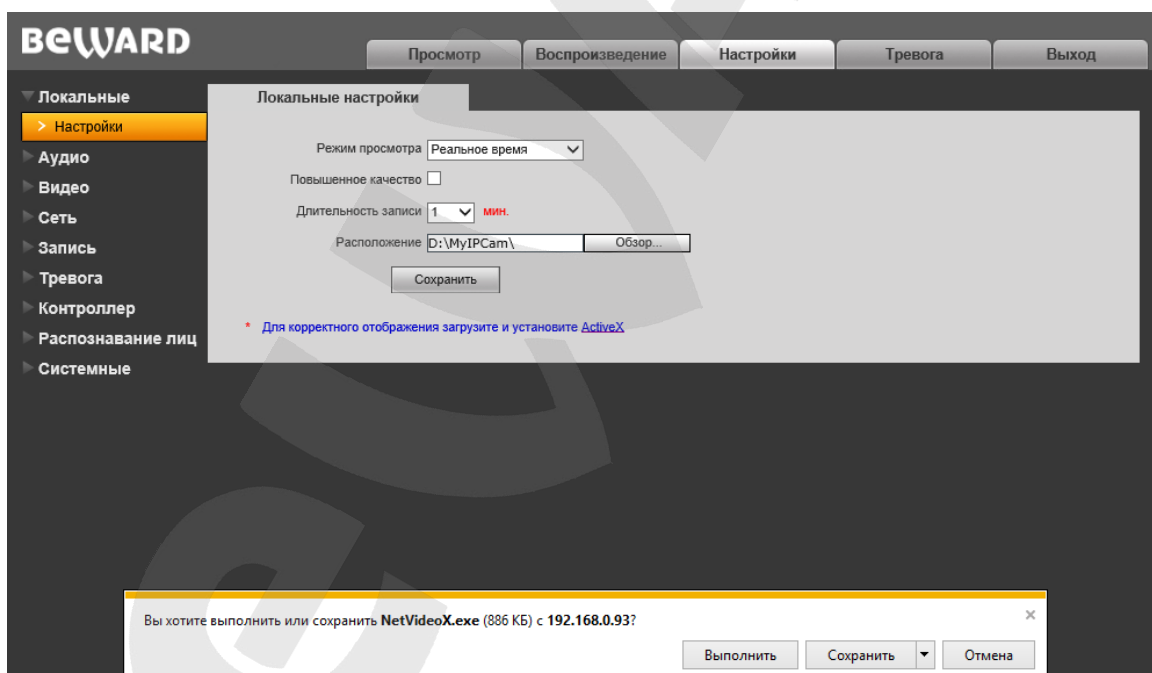 BEWARD
Просмотр Воспроизведение Настройки Тревога Выход
Локальные
> Настройки
Аудио
Видео
Сеть
Запись
Тревога
Контроллер
Распознавание лиц
Системные
Локальные настройки
Режим просмотра Реальное время
Повышенное качество
Длительность записи 1 мин.
Расположение D:\MyIPCam\ Обзор...
Сохранить
* Для корректного отображения загрузите и установите ActiveX
Вы хотите выполнить или сохранить NetVideoX.exe (886 КБ) с 192.168.0.93?
Выполнить Сохранить Отмена